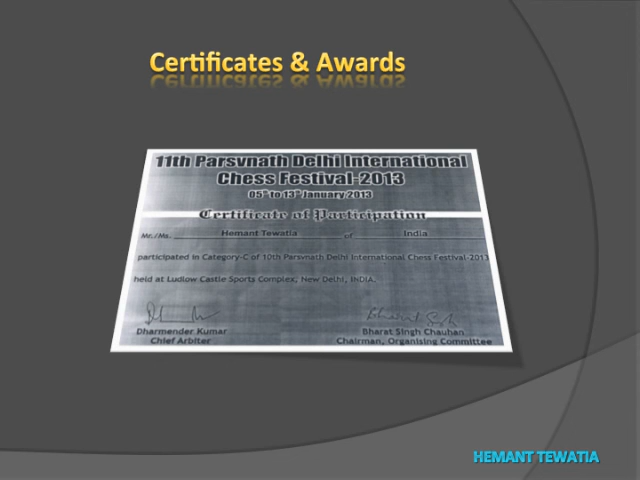 Certificates & Awards
11th Parsvnath Delhi International
Chess Festival-2013
05th to 13th January 2013
Certificate of Participation
Mr./Ms. Hemant Tewatia of India
participated in Category-C of 10th Parsvnath Delhi International Chess Festival-2013
held at Ludlow Castle Sports Complex, New Delhi, INDIA.
Dharmender Kumar Bharat Singh Chauhan
Chief Arbiter Chairman, Organising Committee
HEMANT TEWATIA